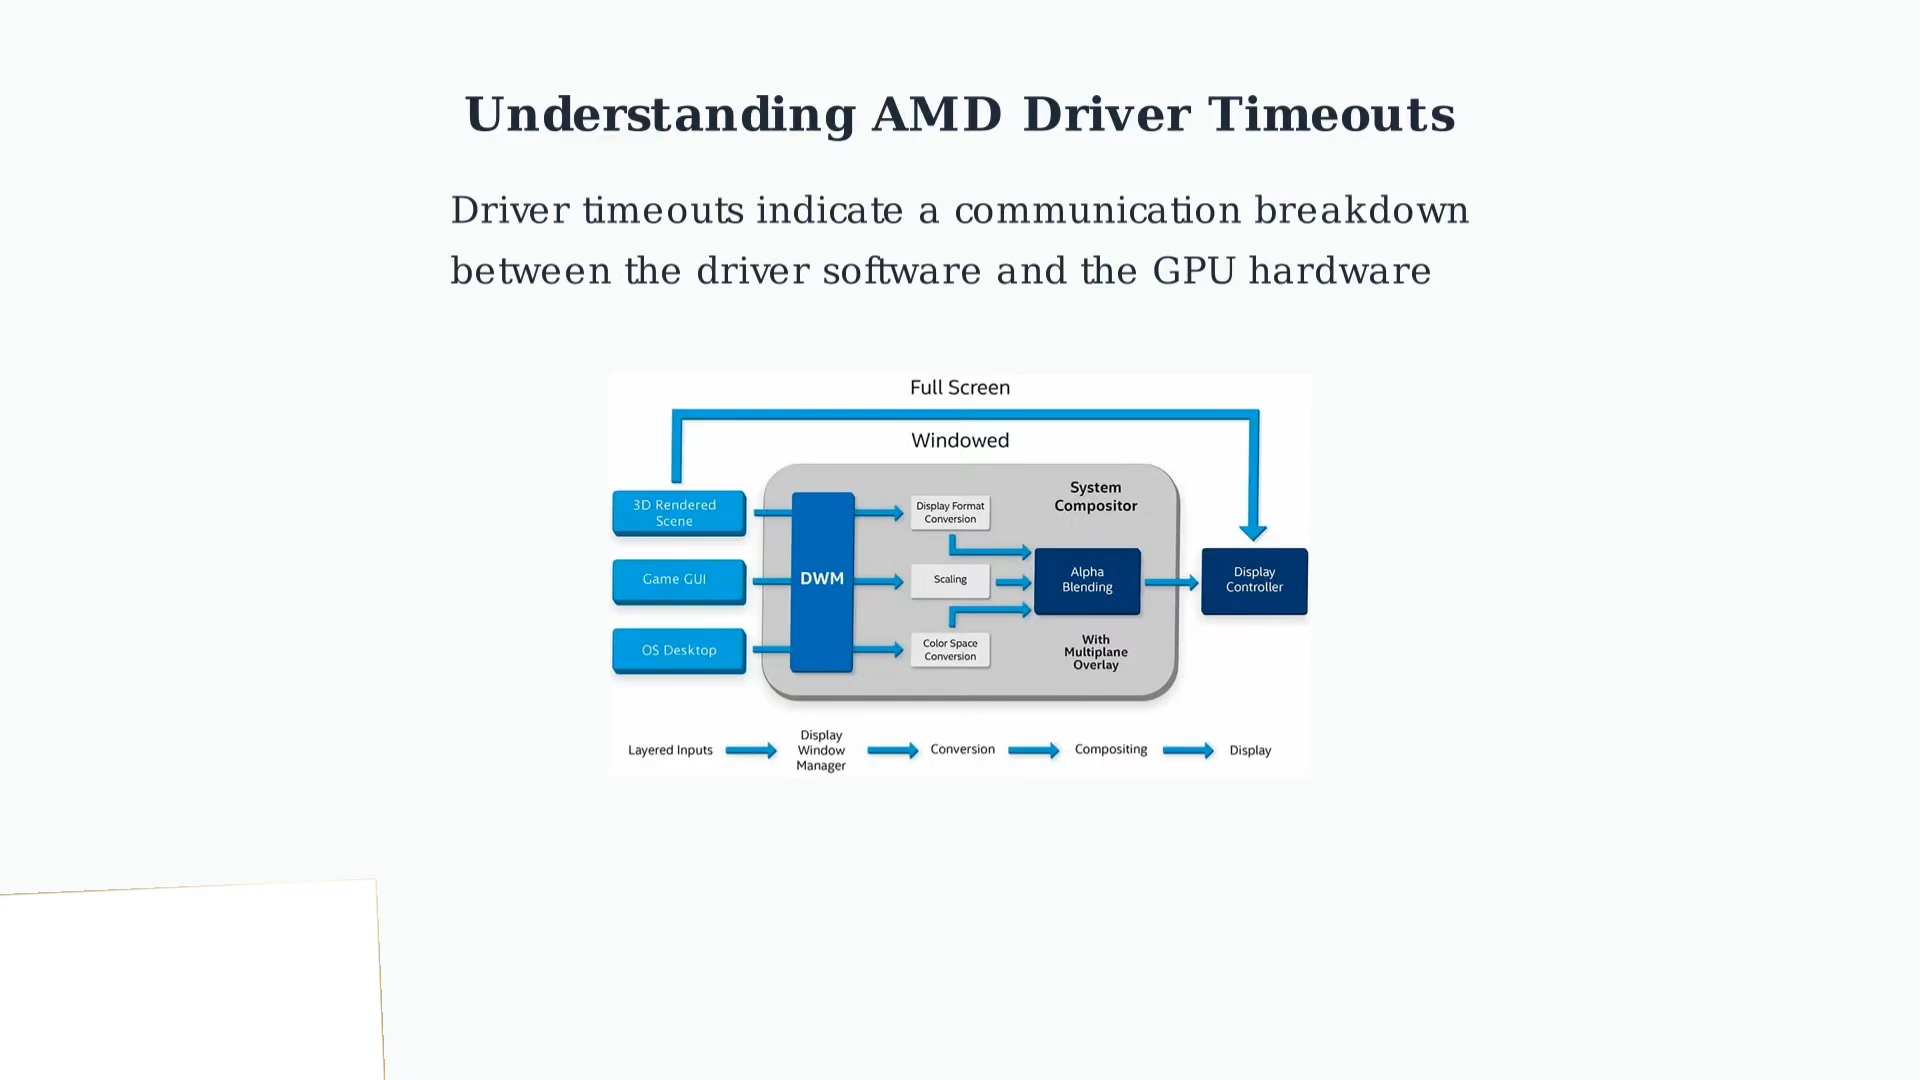 Understanding AMD Driver Timeouts
Driver timeouts indicate a communication breakdown
between the driver software and the GPU hardware
Full Screen
Windowed
3D Rendered
Scene
Game GUI
OS Desktop
DWM
Display Format
Conversion
Scaling
Color Space
Conversion
System
Compositor
Alpha
Blending
With
Multiplane
Overlay
Display
Controller
Layered Inputs
Display
Window
Manager
Conversion
Compositing
Display